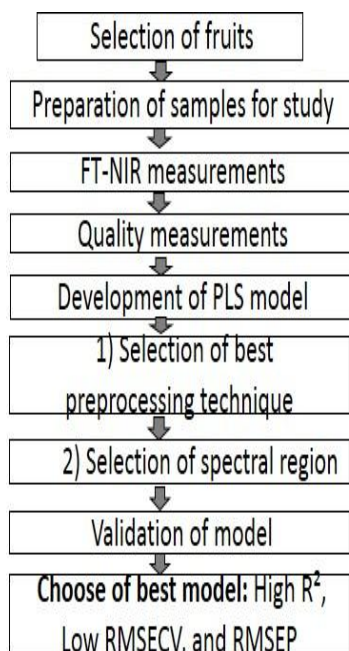 Selection of fruits
Preparation of samples for study
FT-NIR measurements
Quality measurements
Development of PLS model
1) Selection of best
preprocessing technique
2) Selection of spectral region
Validation of model
Choose of best model: High R²,
Low RMSECV, and RMSEP